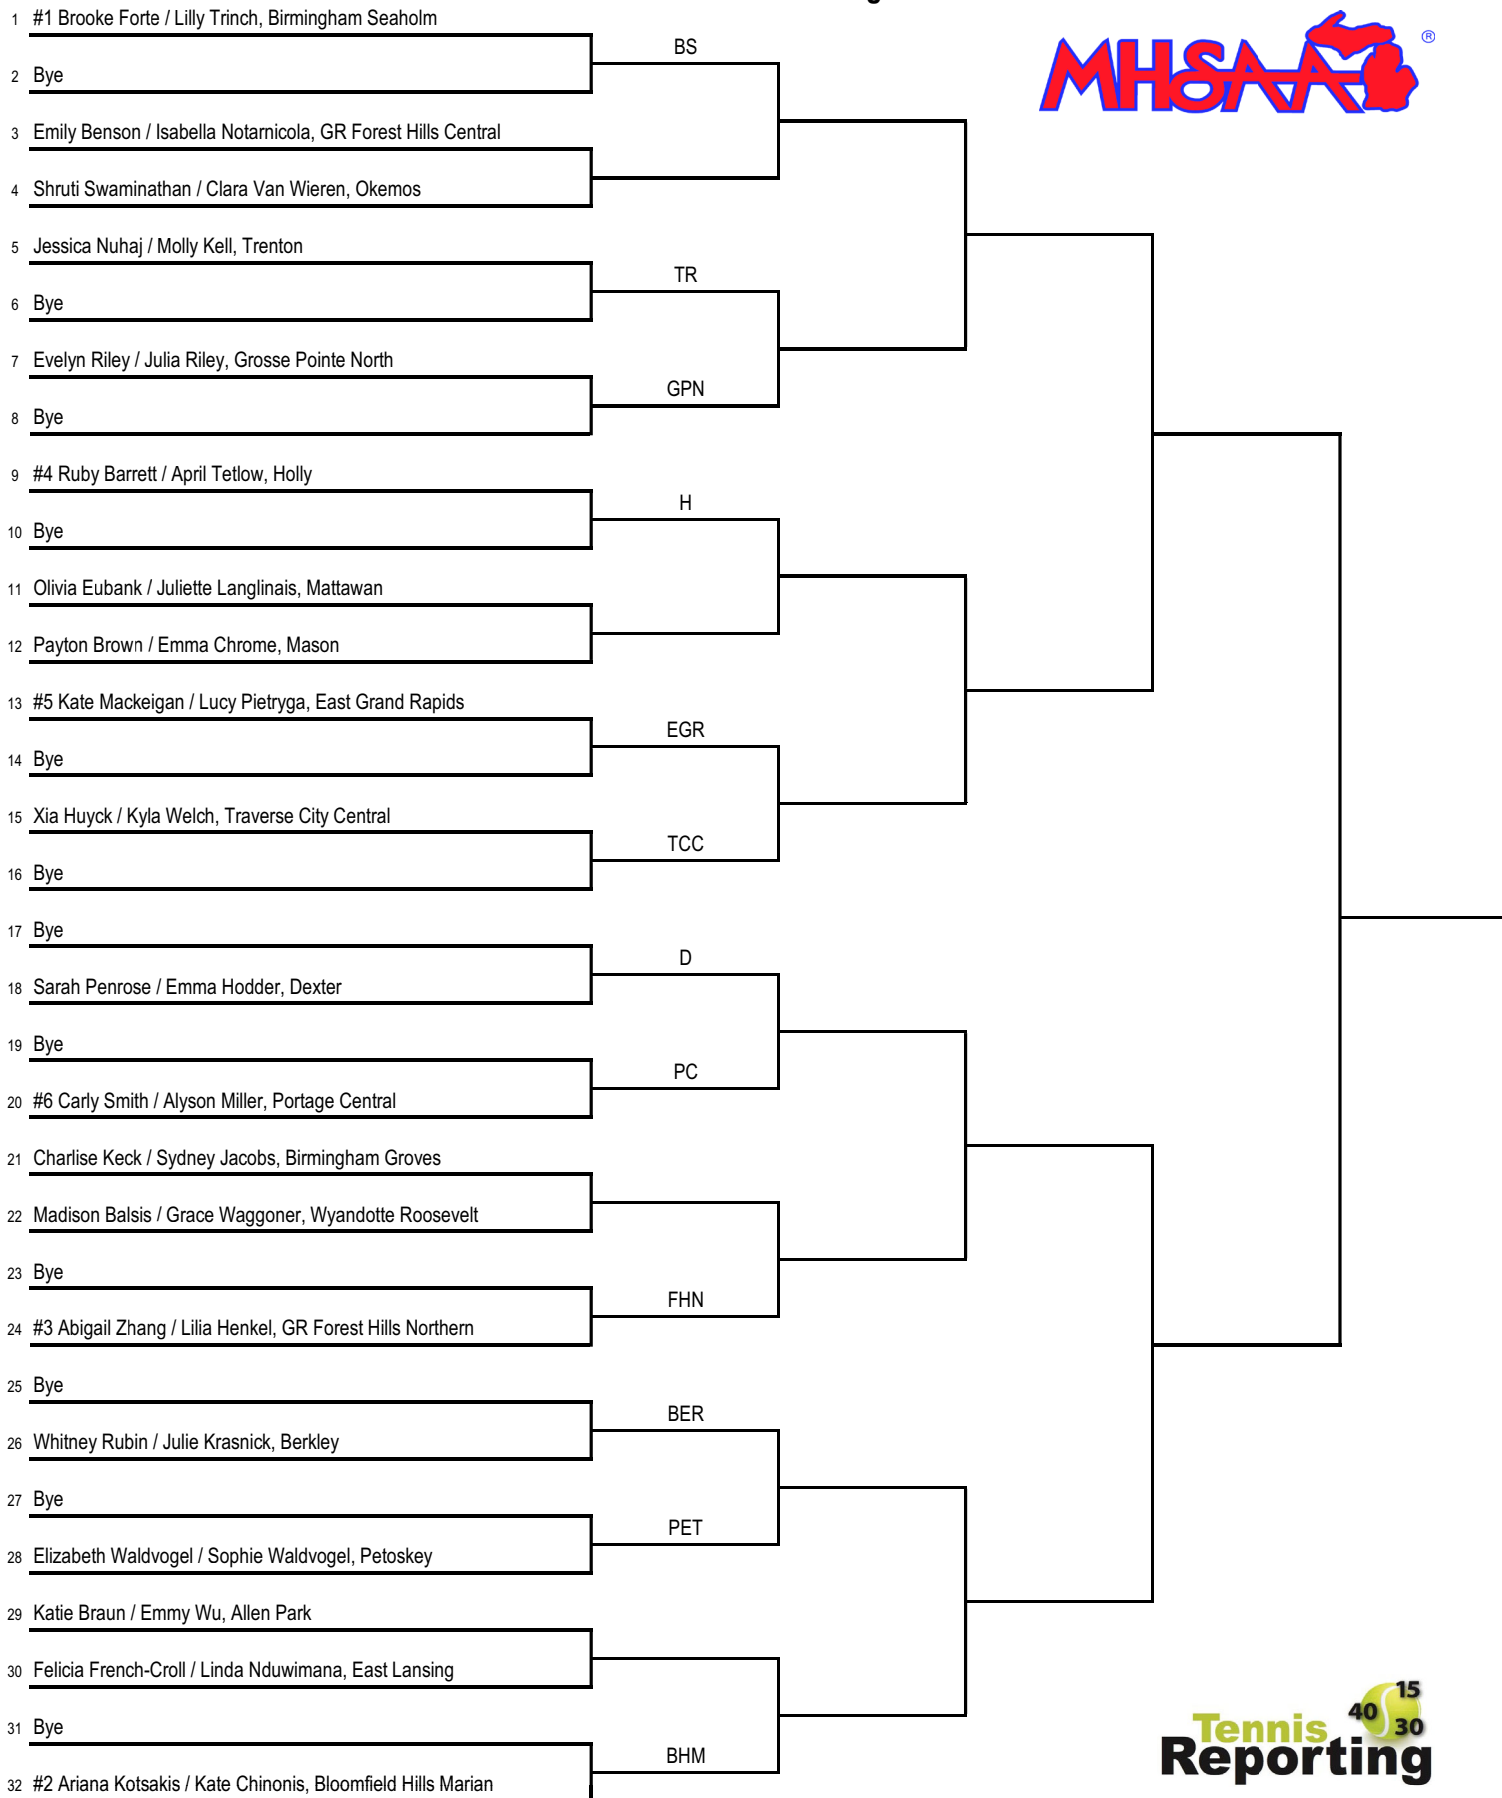 1 #1 Brooke Forte / Lilly Trinch, Birmingham Seaholm
BS
MHSAA ®
2 Bye
3 Emily Benson / Isabella Notarnicola, GR Forest Hills Central
4 Shruti Swaminathan / Clara Van Wieren, Okemos
5 Jessica Nuhaj / Molly Kell, Trenton
TR
6 Bye
7 Evelyn Riley / Julia Riley, Grosse Pointe North
GPN
8 Bye
9 #4 Ruby Barrett / April Tetlow, Holly
H
10 Bye
11 Olivia Eubank / Juliette Langlinais, Mattawan
12 Payton Brown / Emma Chrome, Mason
13 #5 Kate Mackeigan / Lucy Pietryga, East Grand Rapids
EGR
14 Bye
15 Xia Huyck / Kyla Welch, Traverse City Central
TCC
16 Bye
17 Bye
D
18 Sarah Penrose / Emma Hodder, Dexter
19 Bye
PC
20 #6 Carly Smith / Alyson Miller, Portage Central
21 Charlise Keck / Sydney Jacobs, Birmingham Groves
22 Madison Balsis / Grace Waggoner, Wyandotte Roosevelt
23 Bye
FHN
24 #3 Abigail Zhang / Lilia Henkel, GR Forest Hills Northern
25 Bye
BER
26 Whitney Rubin / Julie Krasnick, Berkley
27 Bye
PET
28 Elizabeth Waldvogel / Sophie Waldvogel, Petoskey
29 Katie Braun / Emmy Wu, Allen Park
30 Felicia French-Croll / Linda Nduwimana, East Lansing
31 Bye
BHM
32 #2 Ariana Kotsakis / Kate Chinonis, Bloomfield Hills Marian
15
40
30
Tennis
Reporting